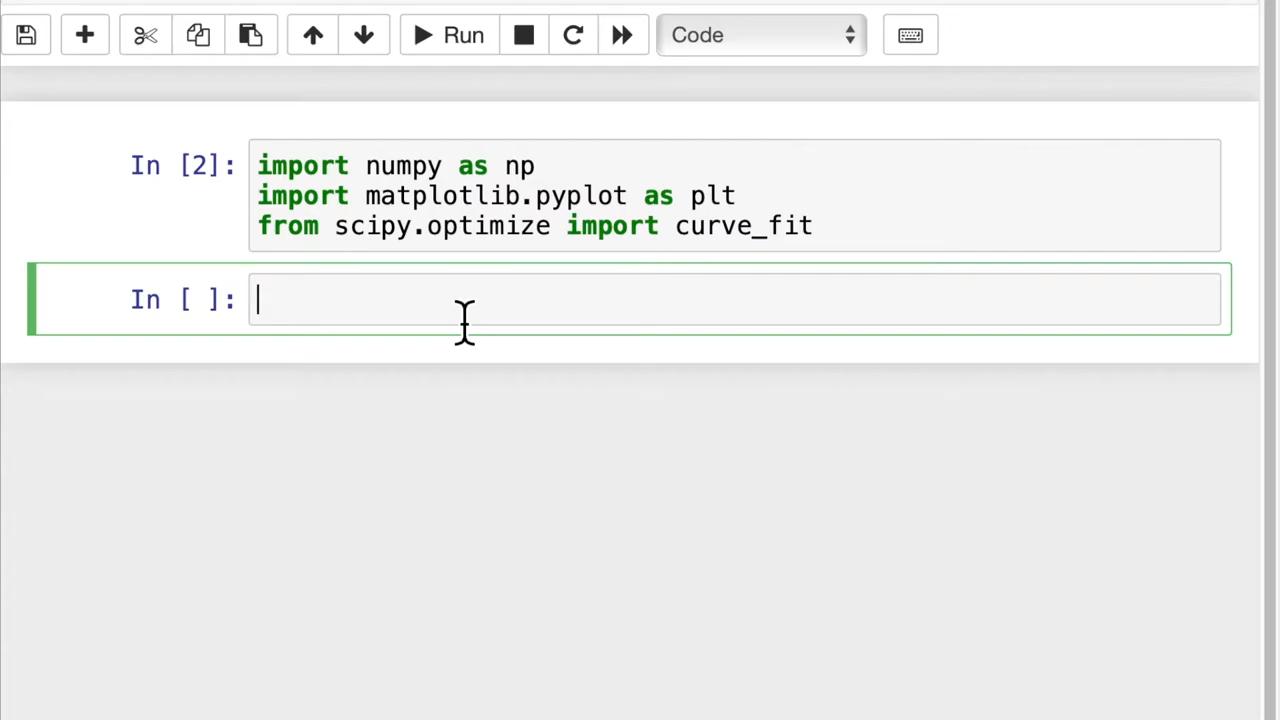 Run Code
In [2]: import numpy as np
import matplotlib.pyplot as plt
from scipy.optimize import curve_fit
In [ ]: